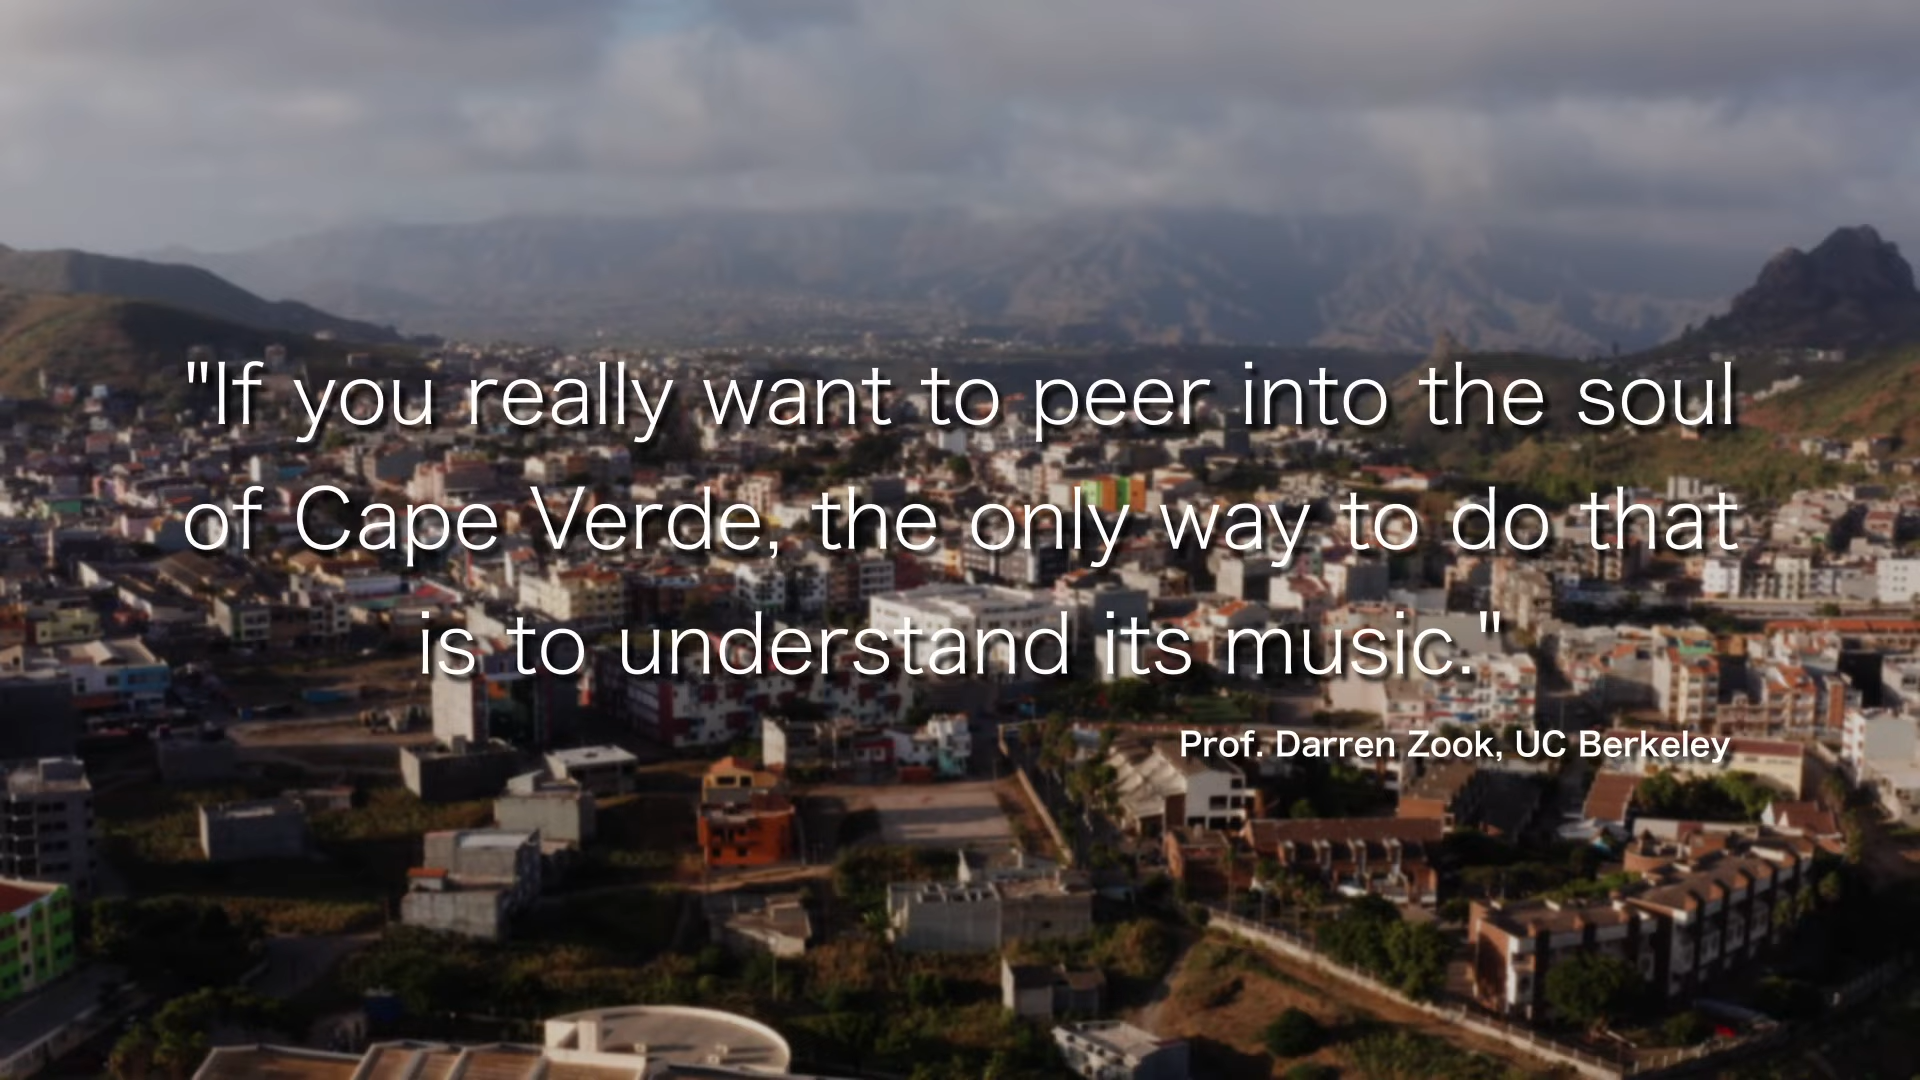 "If you really want to peer into the soul
of Cape Verde, the only way to do that
is to understand its music."
Prof. Darren Zook, UC Berkeley